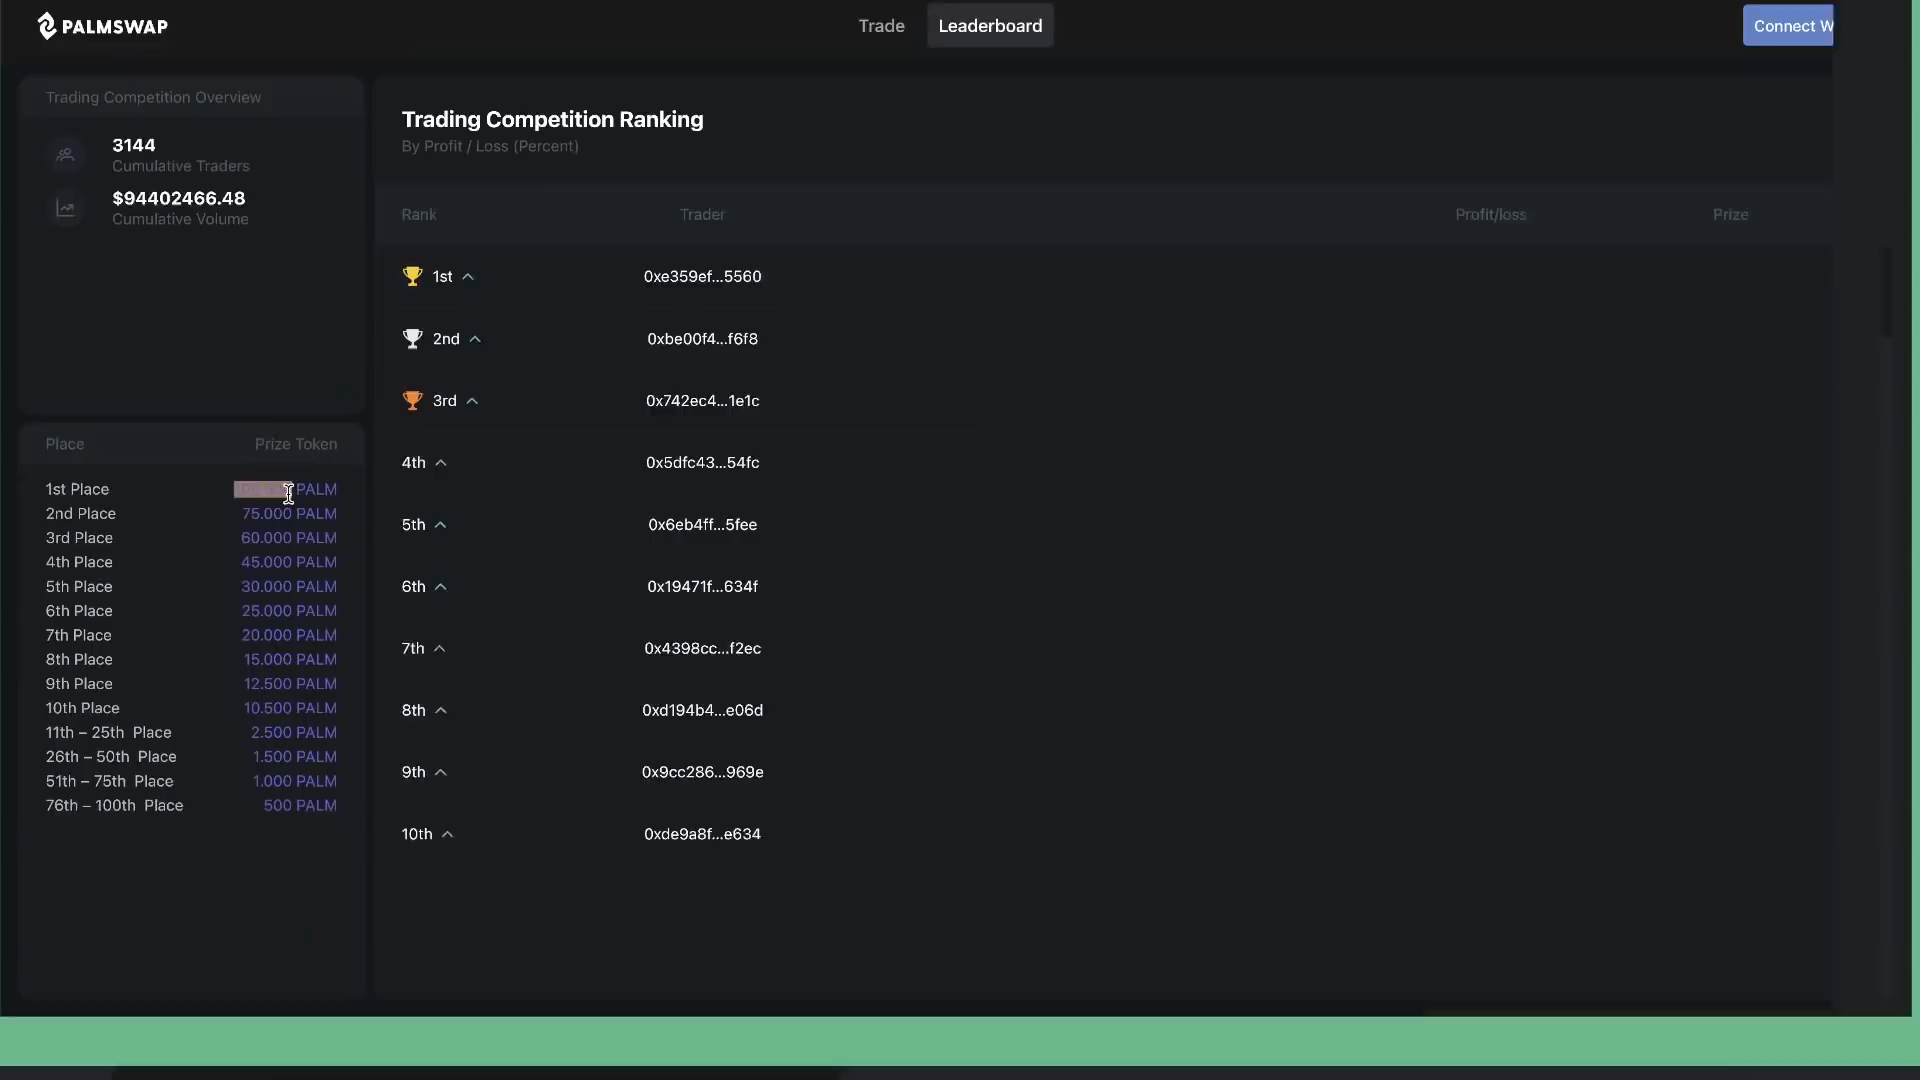 PALMSWAP
Trade
Leaderboard
Connect W
Trading Competition Overview
3144
Cumulative Traders
$94402466.48
Cumulative Volume
Place Prize Token
1st Place PALM
2nd Place 75.000 PALM
3rd Place 60.000 PALM
4th Place 45.000 PALM
5th Place 30.000 PALM
6th Place 25.000 PALM
7th Place 20.000 PALM
8th Place 15.000 PALM
9th Place 12.500 PALM
10th Place 10.500 PALM
11th – 25th Place 2.500 PALM
26th – 50th Place 1.500 PALM
51th – 75th Place 1.000 PALM
76th – 100th Place 500 PALM
Trading Competition Ranking
By Profit / Loss (Percent)
Rank Trader Profit/loss Prize
1st 0xe359ef...5560
2nd 0xbe00f4...f6f8
3rd 0x742ec4...1e1c
4th 0x5dfc43...54fc
5th 0x6eb4ff...5fee
6th 0x19471f...634f
7th 0x4398cc...f2ec
8th 0xd194b4...e06d
9th 0x9cc286...969e
10th 0xde9a8f...e634